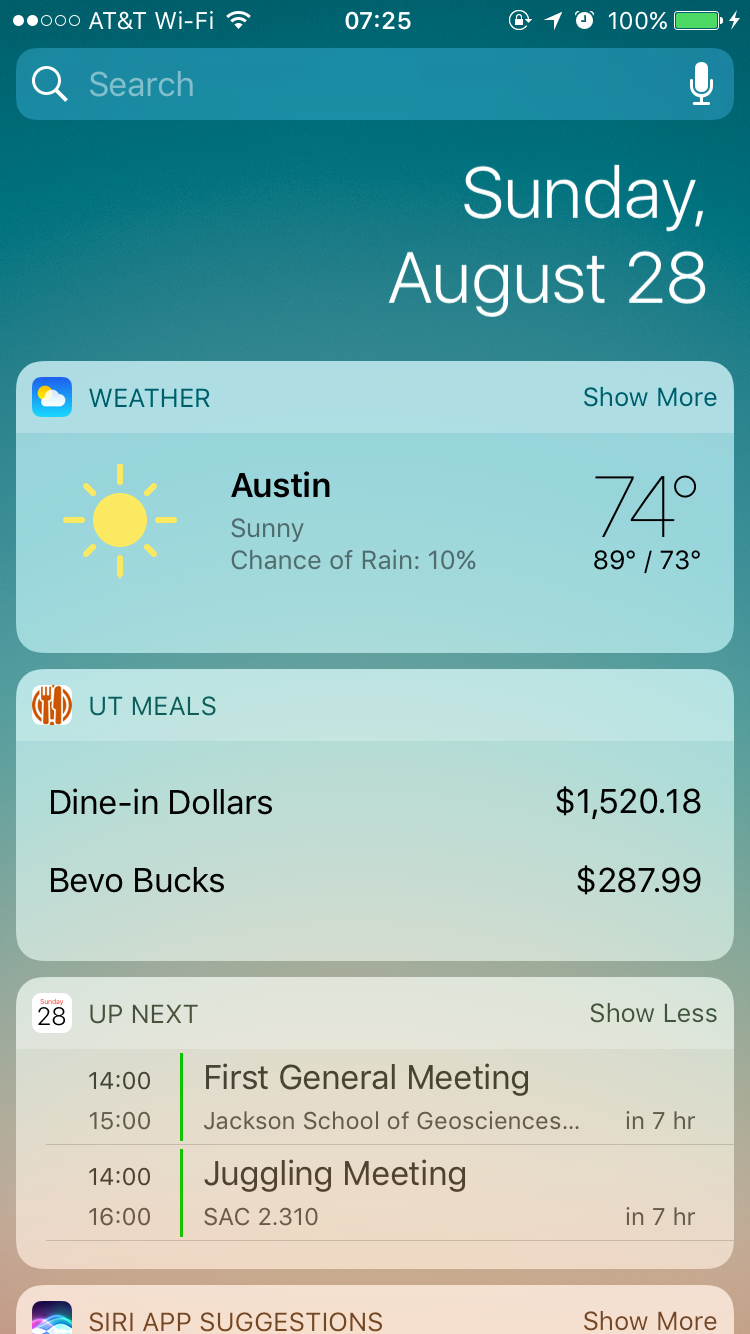 AT&T Wi-Fi 07:25 100%
Search
Sunday,
August 28
WEATHER Show More
Austin 74°
Sunny
Chance of Rain: 10% 89° / 73°
UT MEALS
Dine-in Dollars $1,520.18
Bevo Bucks $287.99
Sunday
28 UP NEXT Show Less
14:00 First General Meeting
15:00 Jackson School of Geosciences... in 7 hr
14:00 Juggling Meeting
16:00 SAC 2.310 in 7 hr
SIRI APP SUGGESTIONS Show More